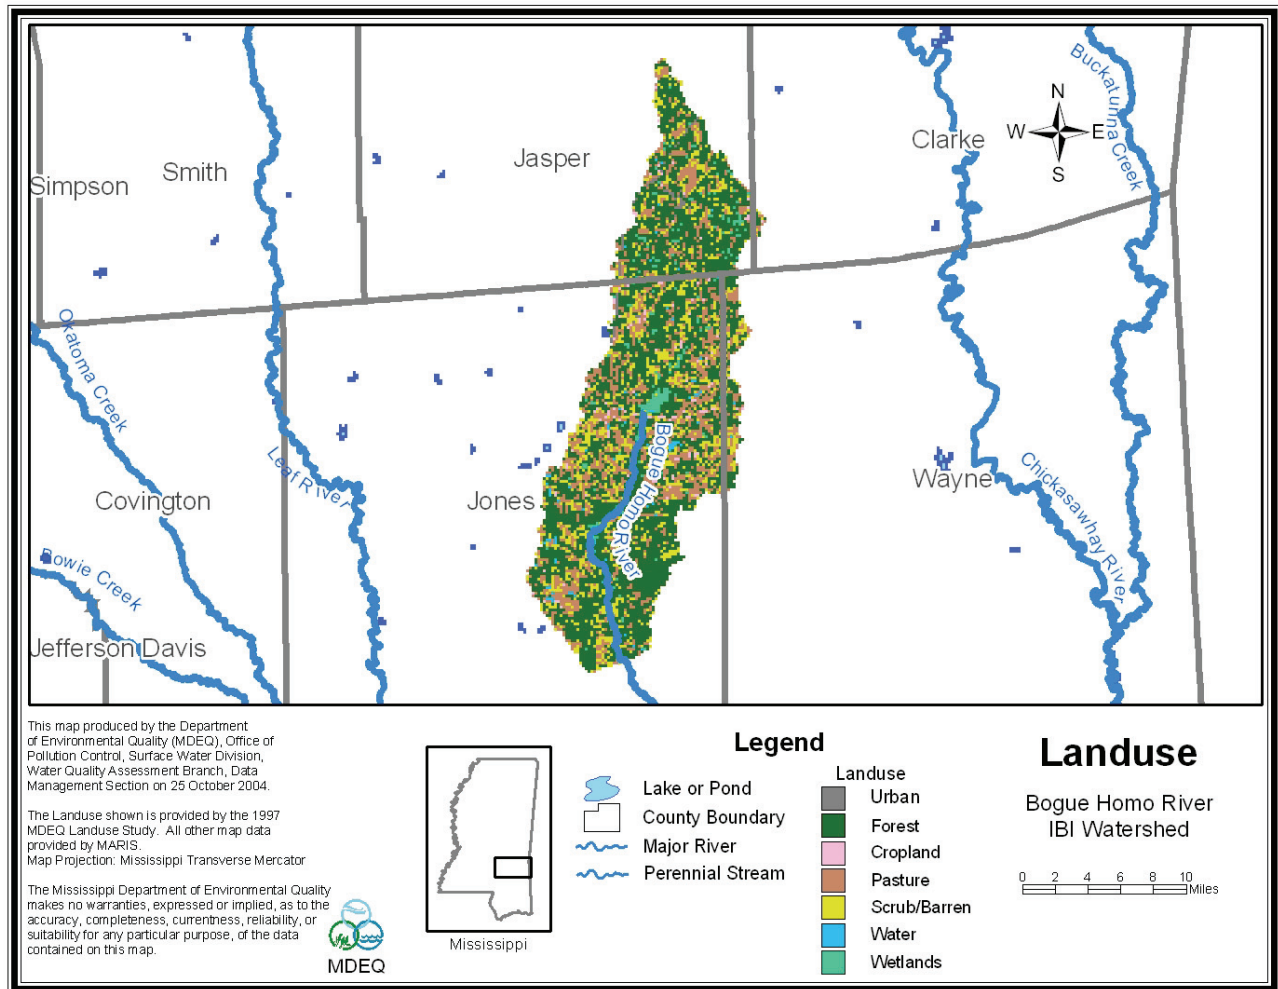 Simpson
Smith
Jasper
Clarke
N
W
E
S
Buckatunna Creek
Okatoma Creek
Leaf River
Covington
Jones
Bogue Homo River
Wayne
Chickasawhay River
Bowie Creek
Jefferson Davis
This map produced by the Department
of Environmental Quality (MDEQ), Office of
Pollution Control, Surface Water Division,
Water Quality Assessment Branch, Data
Management Section on 25 October 2004.
The Landuse shown is provided by the 1997
MDEQ Landuse Study. All other map data
provided by MARIS.
Map Projection: Mississippi Transverse Mercator
The Mississippi Department of Environmental Quality
makes no warranties, expressed or implied, as to the
accuracy, completeness, currentness, reliability, or
suitability for any particular purpose, of the data
contained on this map.
MDEQ
Mississippi
Legend
Lake or Pond
County Boundary
Major River
Perennial Stream
Landuse
Urban
Forest
Cropland
Pasture
Scrub/Barren
Water
Wetlands
Landuse
Bogue Homo River
IBI Watershed
0 2 4 6 8 10
Miles